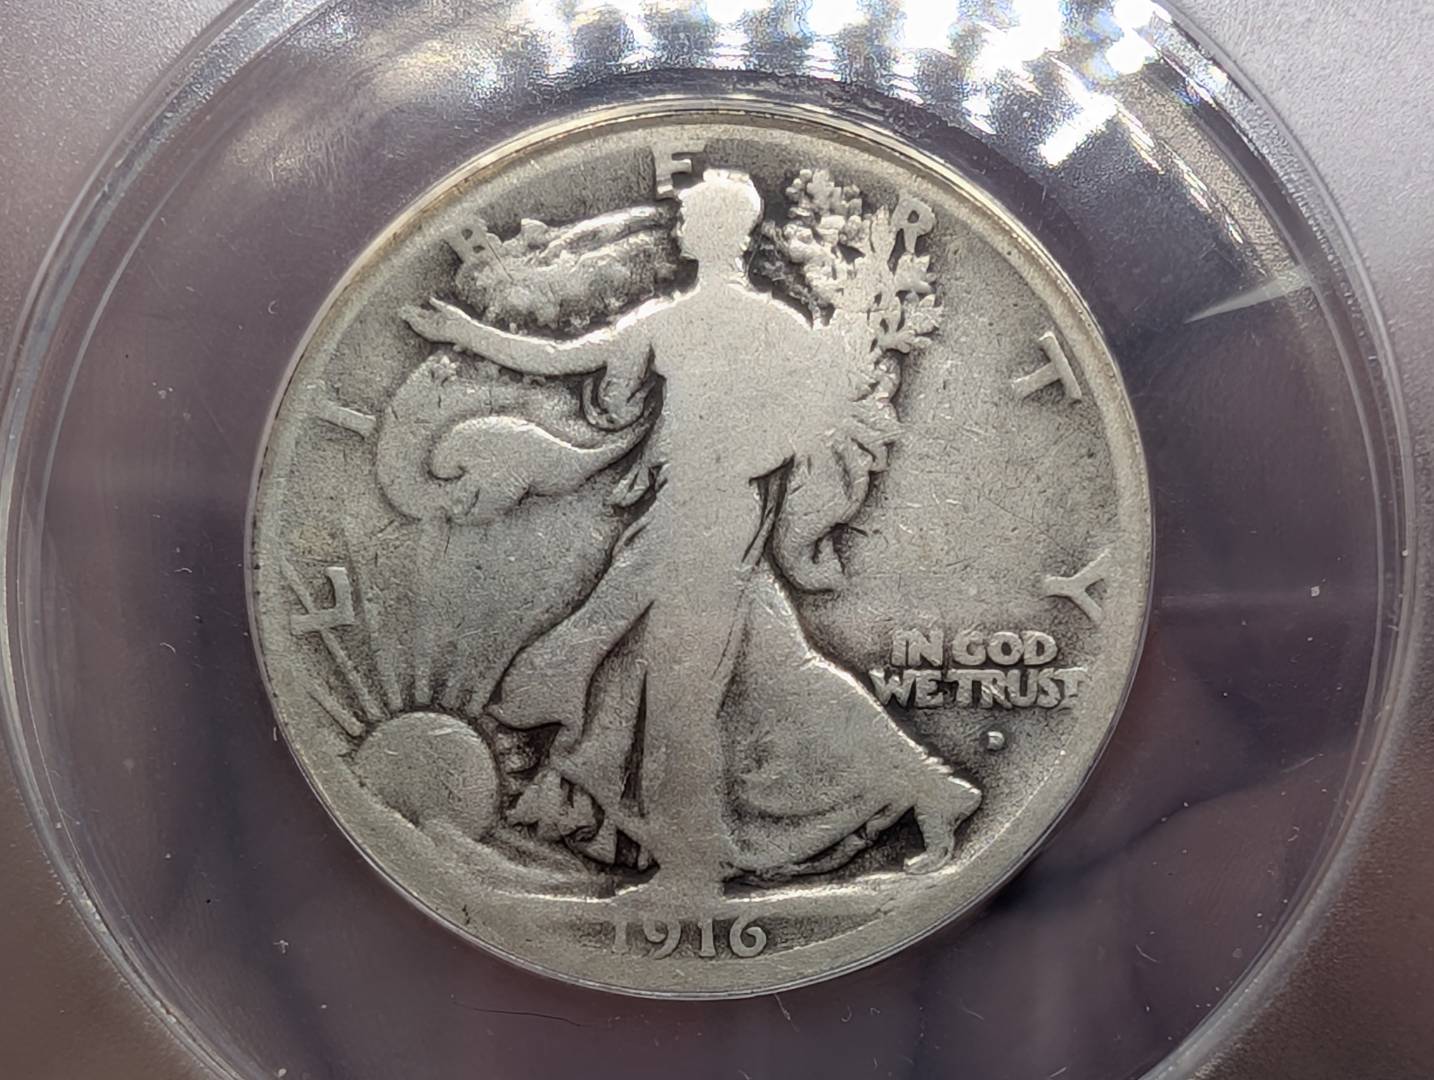 LIBERTY
IN GOD
WE TRUST
D
1916